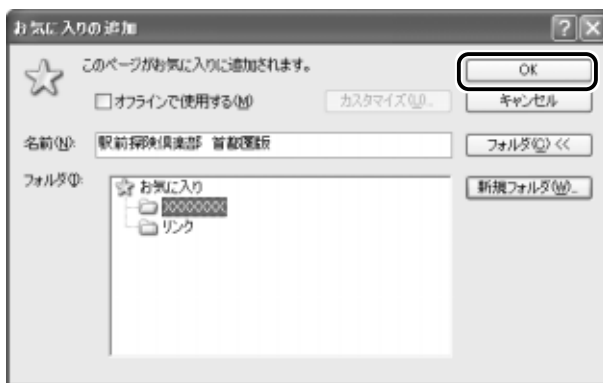 お気に入りの追加
このページがお気に入りに追加されます。
OK
オフラインで使用する(M)
カスタマイズ(U)...
キャンセル
名前(N):
駅前探険倶楽部 首都圏版
フォルダ(C) <<
フォルダ(I):
お気に入り
新規フォルダ(W)...
XXXXXXXX
リンク